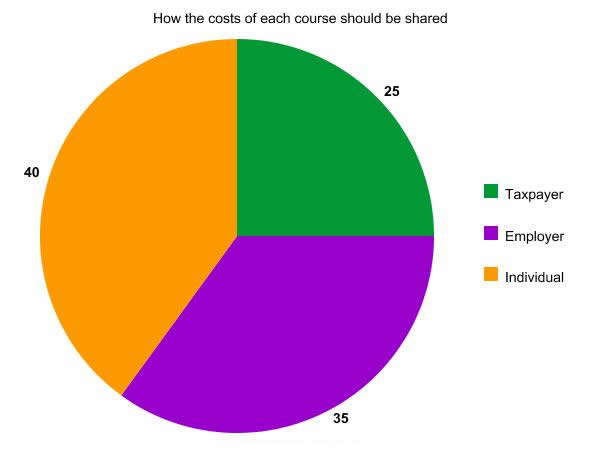 How the costs of each course should be shared
25
40
Taxpayer
Employer
Individual
35